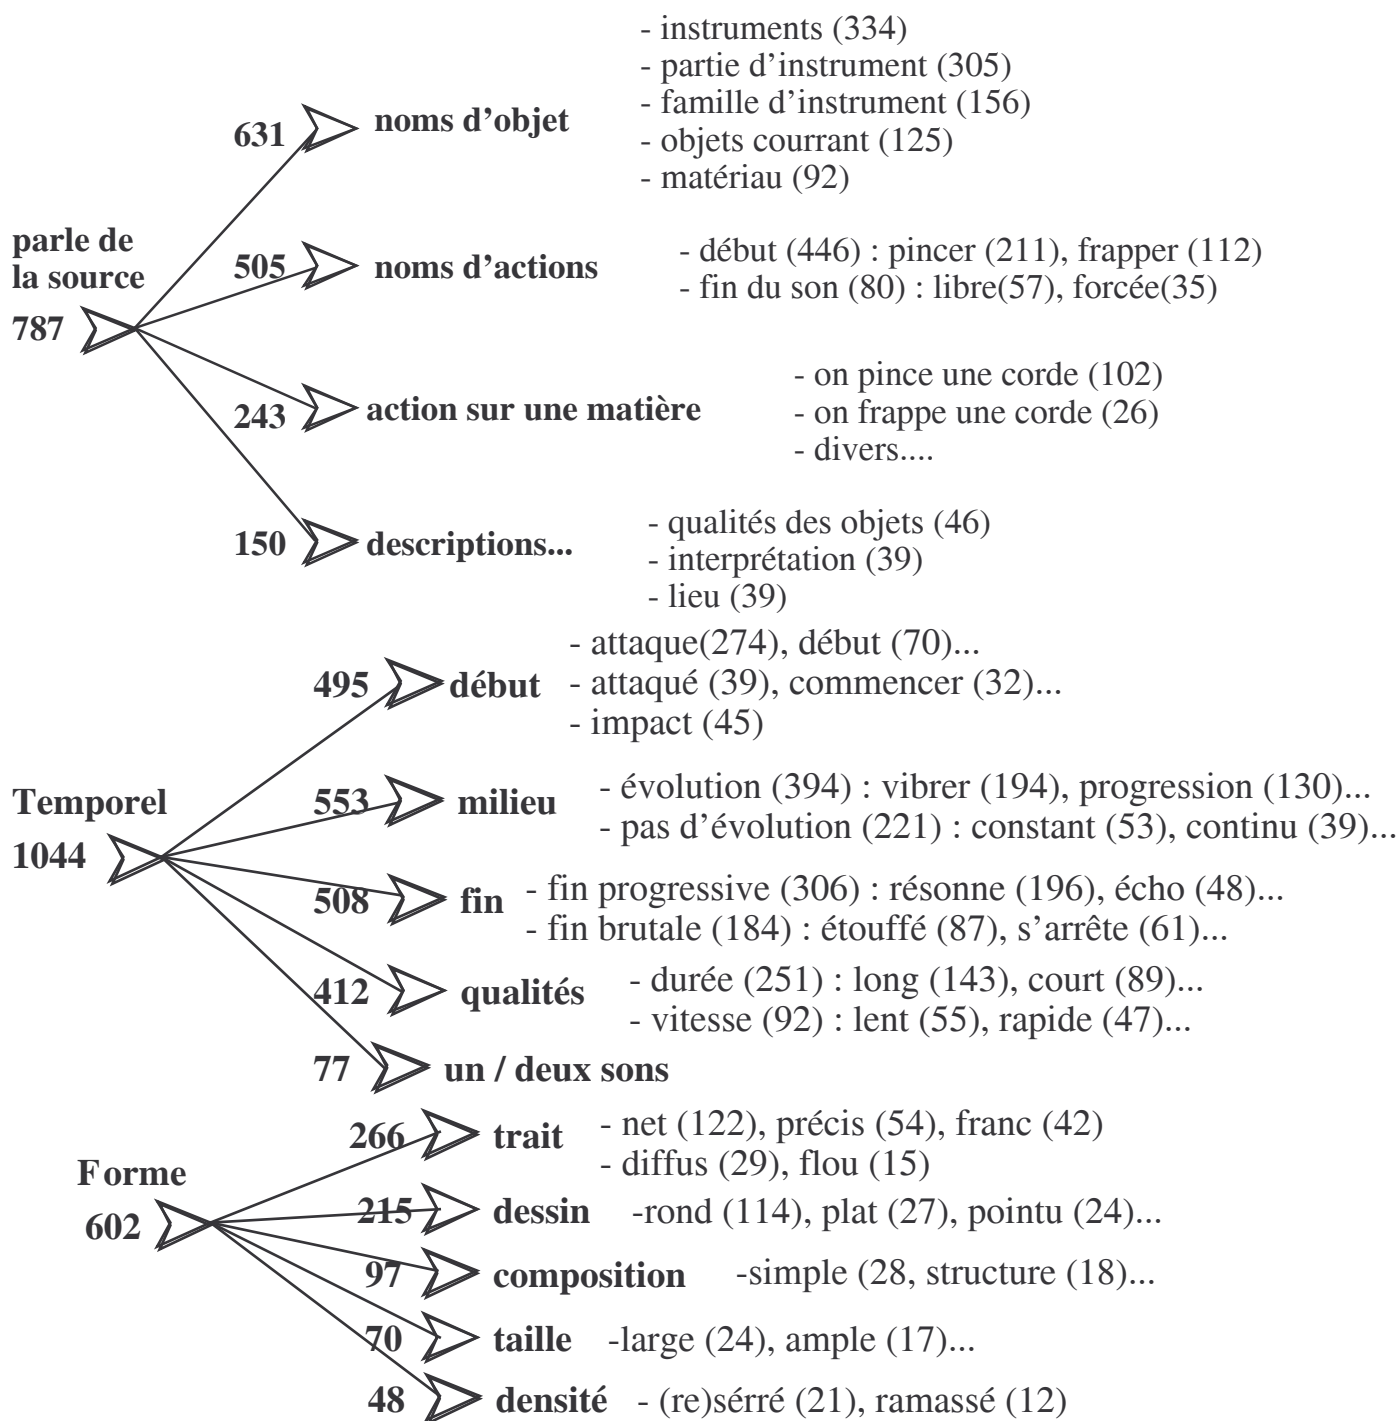 - instruments (334)
- partie d’instrument (305)
631 noms d’objet - famille d’instrument (156)
- objets courrant (125)
- matériau (92)
parle de
la source
787
505 noms d’actions - début (446) : pincer (211), frapper (112)
- fin du son (80) : libre(57), forcée(35)
- on pince une corde (102)
243 action sur une matière - on frappe une corde (26)
- divers....
- qualités des objets (46)
150 descriptions... - interprétation (39)
- lieu (39)
- attaque(274), début (70)...
495 début - attaqué (39), commencer (32)...
- impact (45)
Temporel
1044
553 milieu - évolution (394) : vibrer (194), progression (130)...
- pas d’évolution (221) : constant (53), continu (39)...
508 fin - fin progressive (306) : résonne (196), écho (48)...
- fin brutale (184) : étouffé (87), s’arrête (61)...
412 qualités - durée (251) : long (143), court (89)...
- vitesse (92) : lent (55), rapide (47)...
77 un / deux sons
Forme
602
266 trait - net (122), précis (54), franc (42)
- diffus (29), flou (15)
215 dessin -rond (114), plat (27), pointu (24)...
97 composition -simple (28, structure (18)...
70 taille -large (24), ample (17)...
48 densité - (re)sérré (21), ramassé (12)